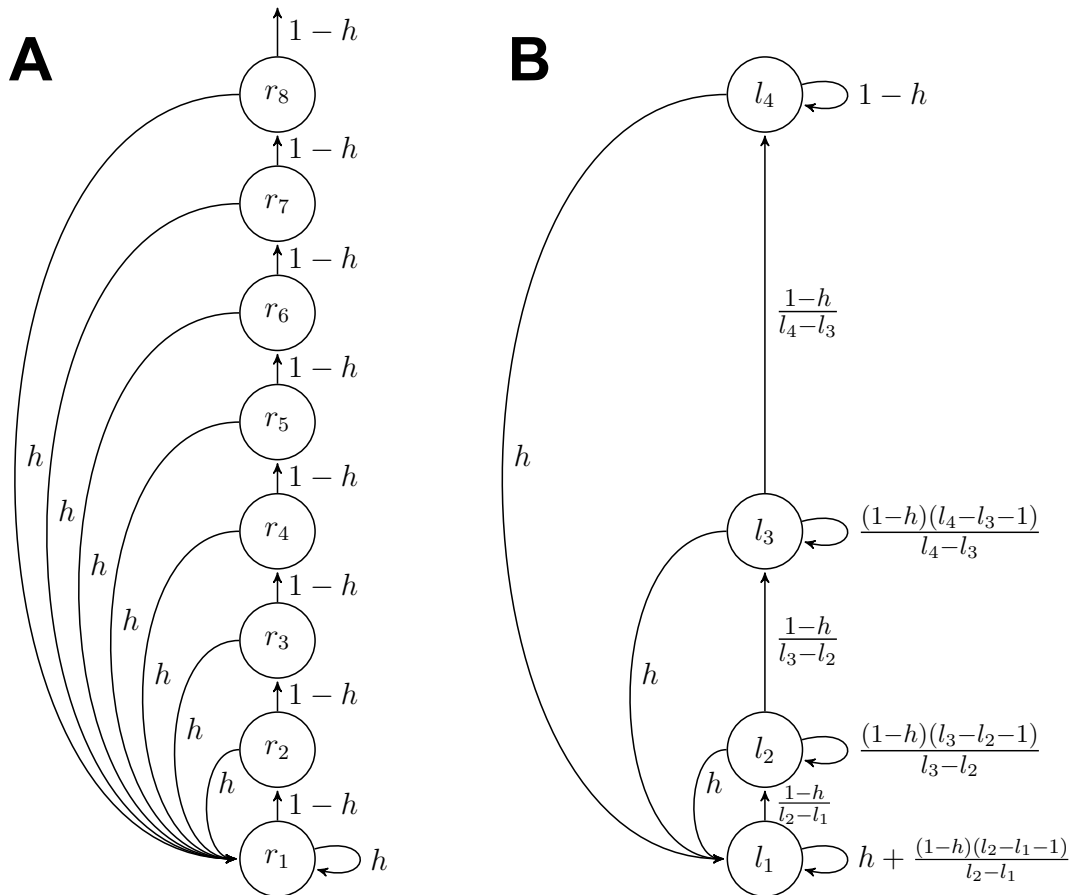 A
1 − h
r₈
1 − h
r₇
1 − h
r₆
1 − h
r₅
1 − h
r₄
1 − h
r₃
1 − h
r₂
1 − h
r₁
h
h
h
h
h
h
h
h
B
l₄
1 − h
(1−h)/(l₄−l₃)
h
l₃
(1−h)(l₄−l₃−1)/(l₄−l₃)
(1−h)/(l₃−l₂)
h
l₂
(1−h)(l₃−l₂−1)/(l₃−l₂)
h
(1−h)/(l₂−l₁)
l₁
h + (1−h)(l₂−l₁−1)/(l₂−l₁)